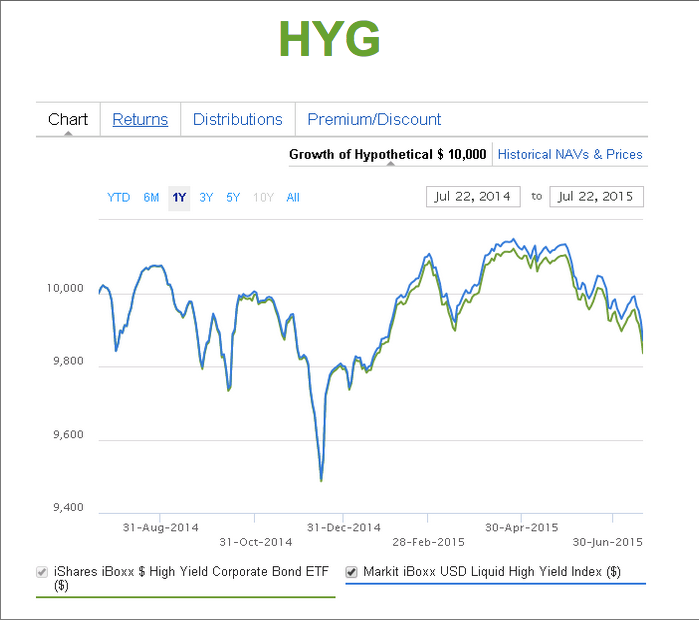 HYG
Chart Returns Distributions Premium/Discount
Growth of Hypothetical $ 10,000 Historical NAVs & Prices
YTD 6M 1Y 3Y 5Y 10Y All Jul 22, 2014 to Jul 22, 2015
10,000
9,800
9,600
9,400
31-Aug-2014 31-Dec-2014 30-Apr-2015
31-Oct-2014 28-Feb-2015 30-Jun-2015
iShares iBoxx $ High Yield Corporate Bond ETF Markit iBoxx USD Liquid High Yield Index ($)
($)